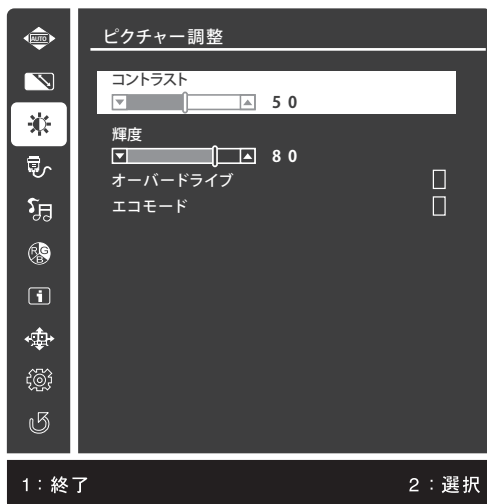 AUTO
ピクチャー調整
コントラスト
50
輝度
80
オーバードライブ
エコモード
R G B
i
1：終了
2：選択